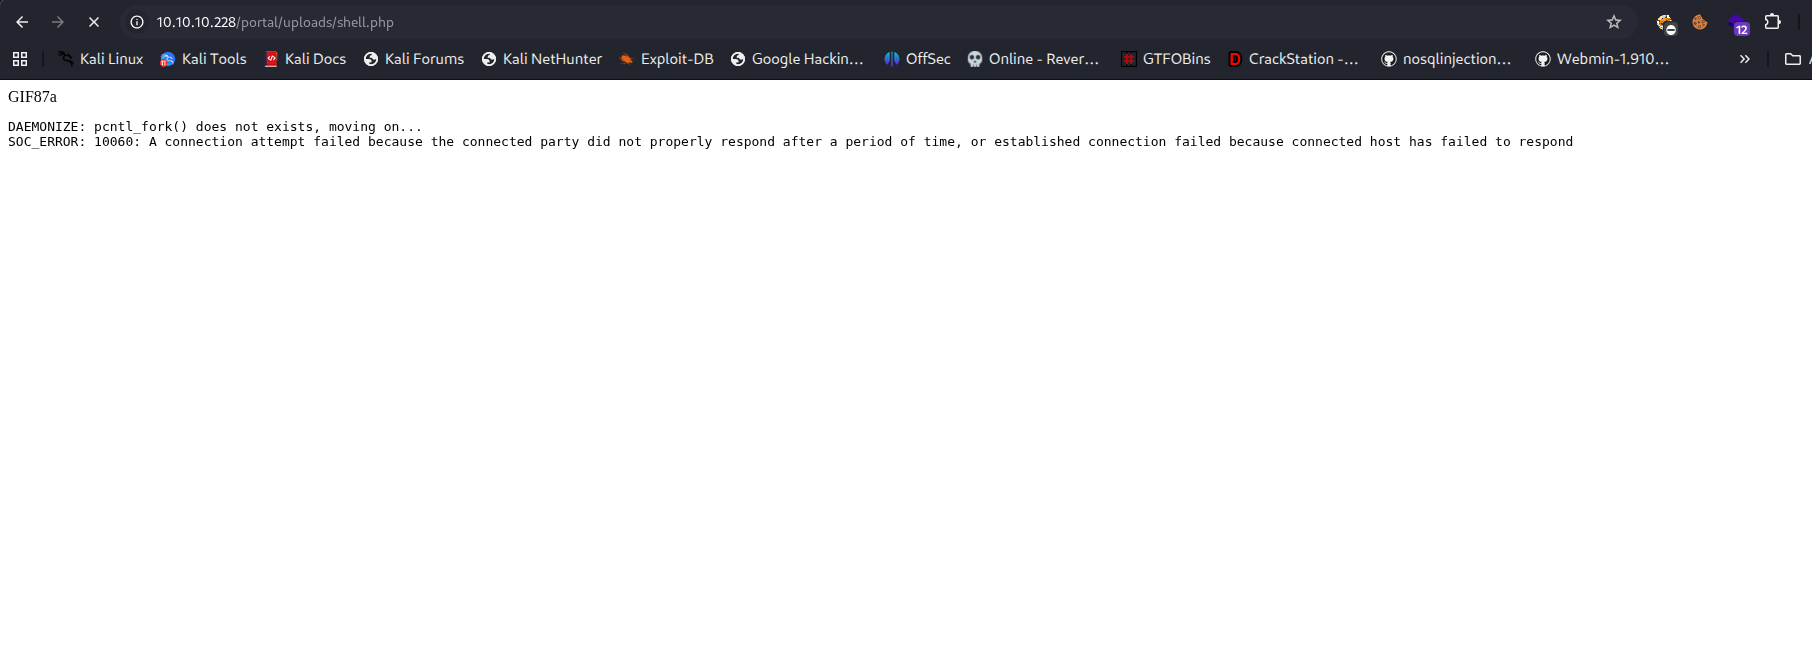 10.10.10.228/portal/uploads/shell.php
12
Kali Linux Kali Tools Kali Docs Kali Forums Kali NetHunter Exploit-DB Google Hackin... OffSec Online - Rever... GTFOBins CrackStation -... nosqlinjection... Webmin-1.910... »
GIF87a
DAEMONIZE: pcntl_fork() does not exists, moving on...
SOC_ERROR: 10060: A connection attempt failed because the connected party did not properly respond after a period of time, or established connection failed because connected host has failed to respond